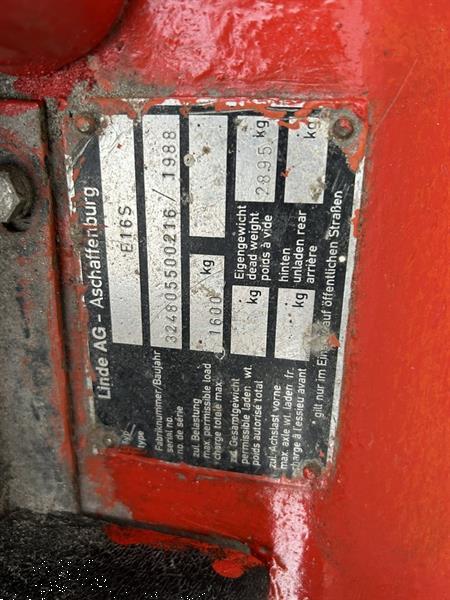 Linde AG – Aschaffenburg
Typ/
type
E16S
Fabriknummer/Baujahr
serial no.
no de série
324805500216/1988
zul. Belastung
max. permissible load
charge totale max.
1600 kg
zul. Gesamtgewicht
permissible laden wt.
poids autorisé total
kg
Eigengewicht
dead weight
poids à vide
2895 kg
zul. Achslast vorne
max. axle wt. laden fr.
charge à l'essieu avant
kg
hinten
unladen rear
arrière
kg
gilt nur im auf öffentlichen Straßen